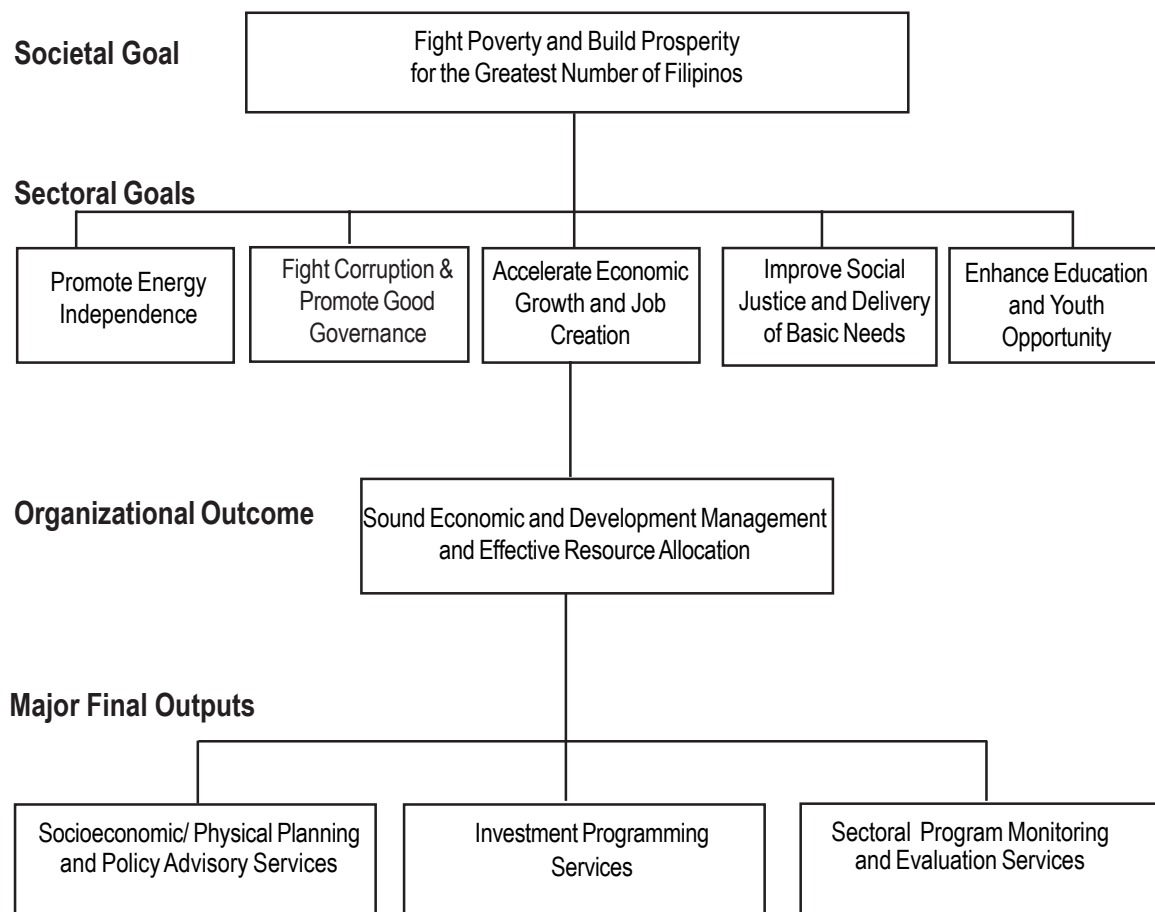 Societal Goal
Fight Poverty and Build Prosperity
for the Greatest Number of Filipinos
Sectoral Goals
Promote Energy
Independence
Fight Corruption &
Promote Good
Governance
Accelerate Economic
Growth and Job
Creation
Improve Social
Justice and Delivery
of Basic Needs
Enhance Education
and Youth
Opportunity
Organizational Outcome
Sound Economic and Development Management
and Effective Resource Allocation
Major Final Outputs
Socioeconomic/ Physical Planning
and Policy Advisory Services
Investment Programming
Services
Sectoral Program Monitoring
and Evaluation Services